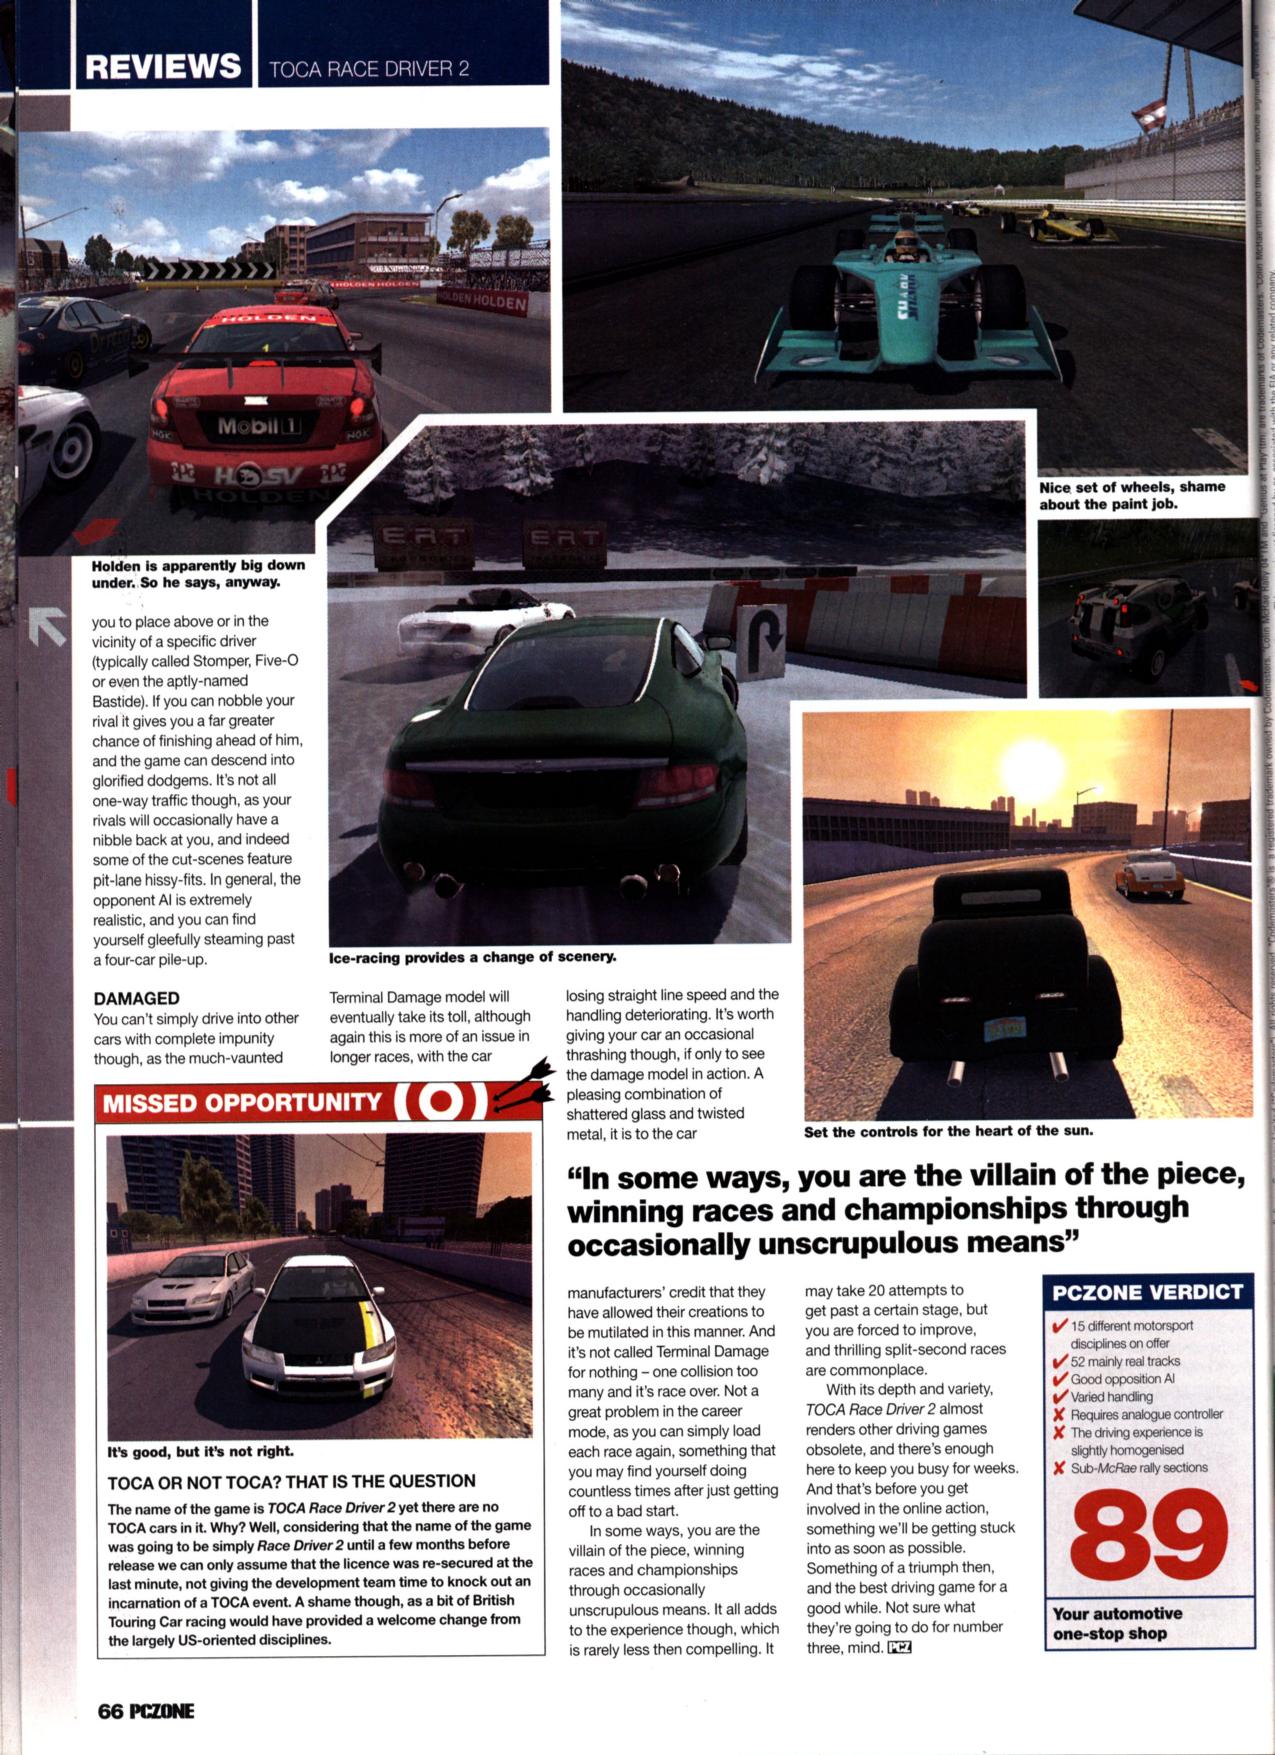 REVIEWS
TOCA RACE DRIVER 2
HOLDEN
HOLDEN HOLDEN
HOLDEN HOLDEN
Mobil 1
NGK
NGK
HSV
HOLDEN
Holden is apparently big down
under. So he says, anyway.
Nice set of wheels, shame
about the paint job.
ERT
ERT
Ice-racing provides a change of scenery.
Set the controls for the heart of the sun.
you to place above or in the
vicinity of a specific driver
(typically called Stomper, Five-O
or even the aptly-named
Bastide). If you can nobble your
rival it gives you a far greater
chance of finishing ahead of him,
and the game can descend into
glorified dodgems. It's not all
one-way traffic though, as your
rivals will occasionally have a
nibble back at you, and indeed
some of the cut-scenes feature
pit-lane hissy-fits. In general, the
opponent AI is extremely
realistic, and you can find
yourself gleefully steaming past
a four-car pile-up.
DAMAGED
You can't simply drive into other
cars with complete impunity
though, as the much-vaunted
Terminal Damage model will
eventually take its toll, although
again this is more of an issue in
longer races, with the car
losing straight line speed and the
handling deteriorating. It's worth
giving your car an occasional
thrashing though, if only to see
the damage model in action. A
pleasing combination of
shattered glass and twisted
metal, it is to the car
"In some ways, you are the villain of the piece,
winning races and championships through
occasionally unscrupulous means"
manufacturers' credit that they
have allowed their creations to
be mutilated in this manner. And
it's not called Terminal Damage
for nothing – one collision too
many and it's race over. Not a
great problem in the career
mode, as you can simply load
each race again, something that
you may find yourself doing
countless times after just getting
off to a bad start.
In some ways, you are the
villain of the piece, winning
races and championships
through occasionally
unscrupulous means. It all adds
to the experience though, which
is rarely less then compelling. It
may take 20 attempts to
get past a certain stage, but
you are forced to improve,
and thrilling split-second races
are commonplace.
With its depth and variety,
TOCA Race Driver 2 almost
renders other driving games
obsolete, and there's enough
here to keep you busy for weeks.
And that's before you get
involved in the online action,
something we'll be getting stuck
into as soon as possible.
Something of a triumph then,
and the best driving game for a
good while. Not sure what
they're going to do for number
three, mind. PCZ
MISSED OPPORTUNITY
It's good, but it's not right.
TOCA OR NOT TOCA? THAT IS THE QUESTION
The name of the game is TOCA Race Driver 2 yet there are no
TOCA cars in it. Why? Well, considering that the name of the game
was going to be simply Race Driver 2 until a few months before
release we can only assume that the licence was re-secured at the
last minute, not giving the development team time to knock out an
incarnation of a TOCA event. A shame though, as a bit of British
Touring Car racing would have provided a welcome change from
the largely US-oriented disciplines.
PCZONE VERDICT
15 different motorsport
disciplines on offer
52 mainly real tracks
Good opposition AI
Varied handling
Requires analogue controller
The driving experience is
slightly homogenised
Sub-McRae rally sections
89
Your automotive
one-stop shop
66 PCZONE